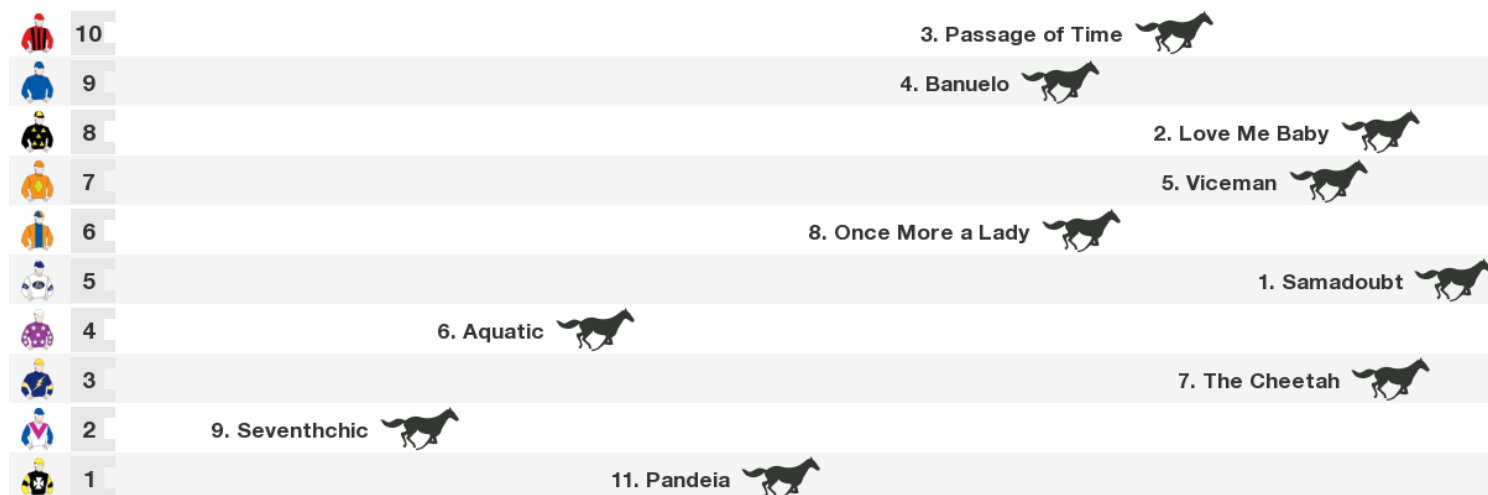 10 3. Passage of Time
9 4. Banuelo
8 2. Love Me Baby
7 5. Viceman
6 8. Once More a Lady
5 1. Samadoubt
4 6. Aquatic
3 7. The Cheetah
2 9. Seventhchic
1 11. Pandeia